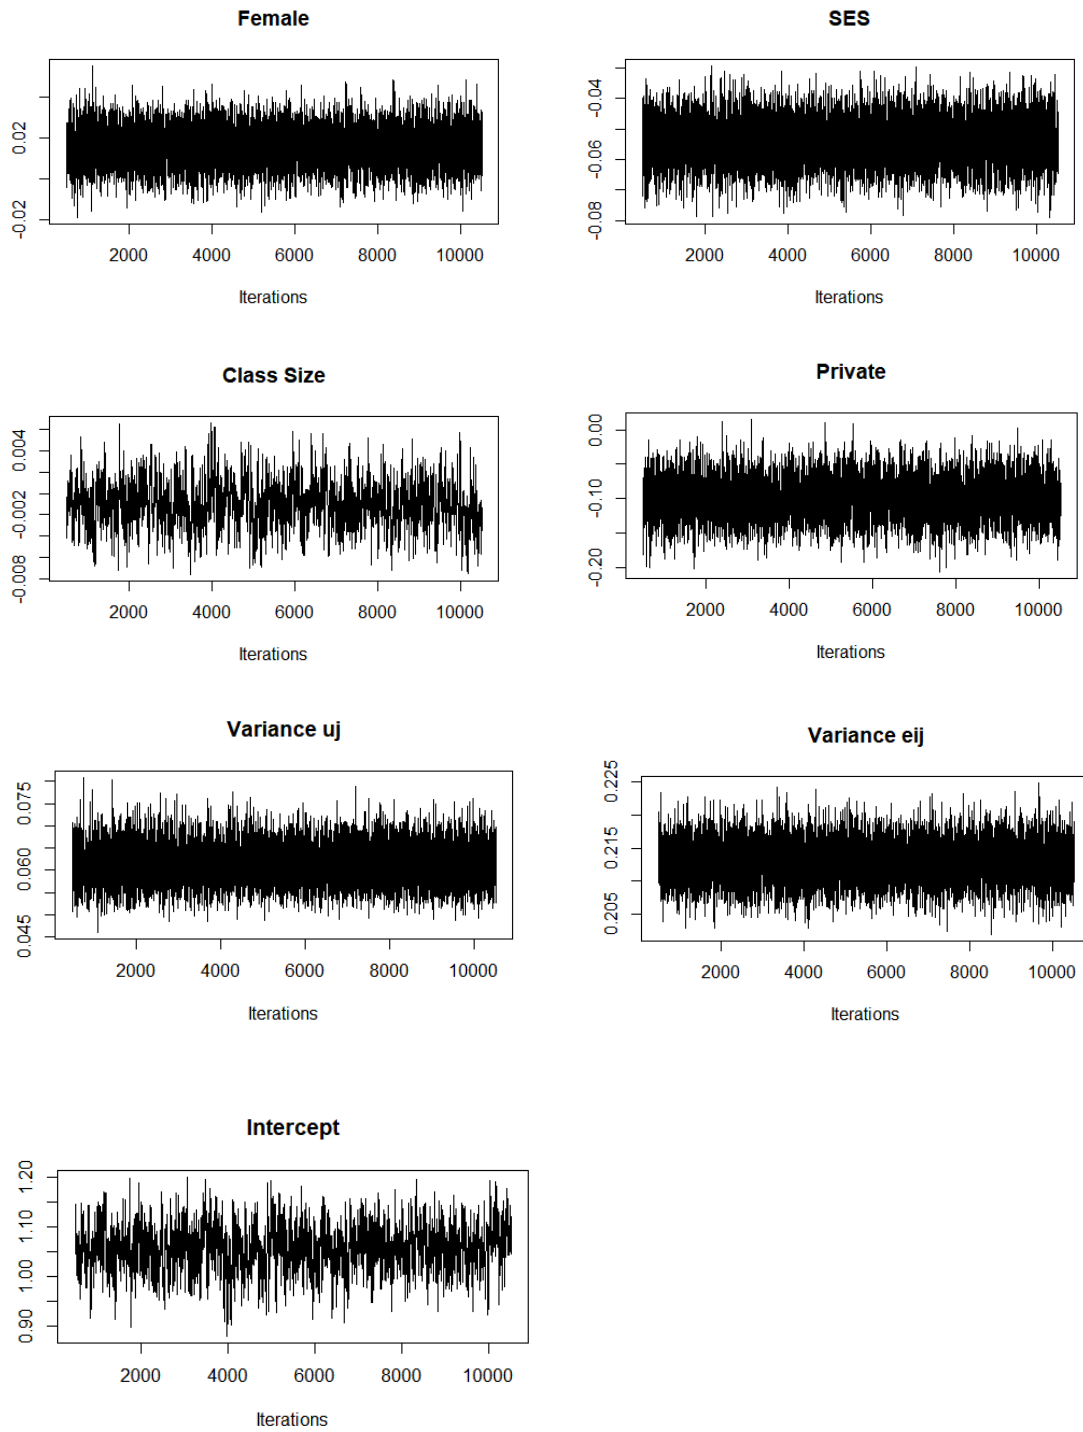 Female
0.02
-0.02
2000 4000 6000 8000 10000
Iterations
SES
-0.04
-0.06
-0.08
2000 4000 6000 8000 10000
Iterations
Class Size
0.004
-0.002
-0.008
2000 4000 6000 8000 10000
Iterations
Private
0.00
-0.10
-0.20
2000 4000 6000 8000 10000
Iterations
Variance uj
0.075
0.060
0.045
2000 4000 6000 8000 10000
Iterations
Variance eij
0.225
0.215
0.205
2000 4000 6000 8000 10000
Iterations
Intercept
1.20
1.10
1.00
0.90
2000 4000 6000 8000 10000
Iterations